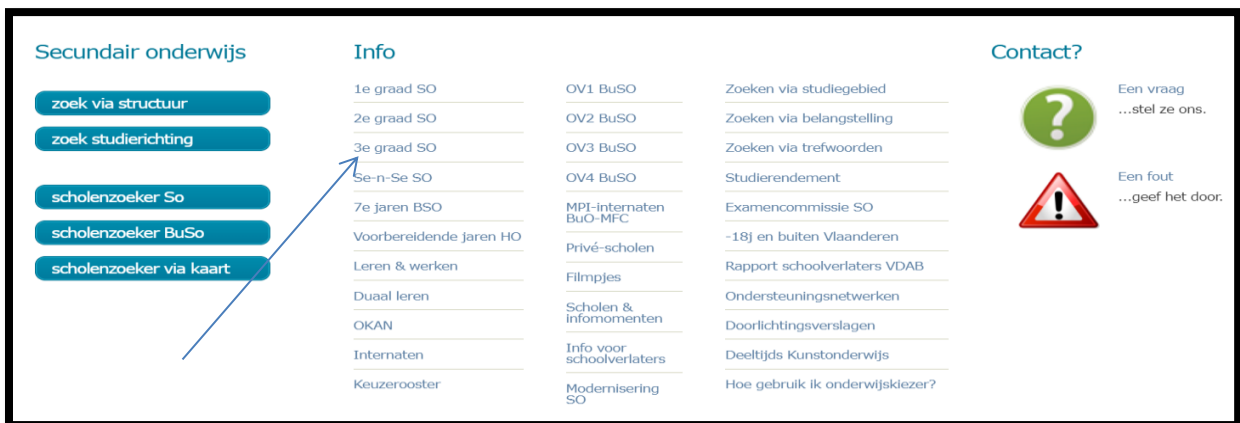 Secundair onderwijs
zoek via structuur
zoek studierichting
scholenzoeker So
scholenzoeker BuSo
scholenzoeker via kaart
Info
1e graad SO
2e graad SO
3e graad SO
Se-n-Se SO
7e jaren BSO
Voorbereidende jaren HO
Leren & werken
Duaal leren
OKAN
Internaten
Keuzerooster
OV1 BuSO
OV2 BuSO
OV3 BuSO
OV4 BuSO
MPI-internaten
BuO-MFC
Privé-scholen
Filmpjes
Scholen &
infomomenten
Info voor
schoolverlaters
Modernisering
SO
Zoeken via studiegebied
Zoeken via belangstelling
Zoeken via trefwoorden
Studierendement
Examencommissie SO
-18j en buiten Vlaanderen
Rapport schoolverlaters VDAB
Ondersteuningsnetwerken
Doorlichtingsverslagen
Deeltijds Kunstonderwijs
Hoe gebruik ik onderwijskiezer?
Contact?
?
Een vraag
...stel ze ons.
!
Een fout
...geef het door.